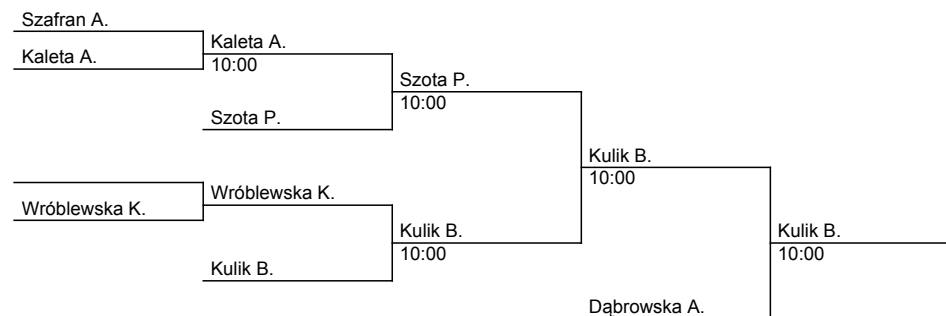 Szafran A.
Kaleta A.
Kaleta A.
10:00
Szota P.
Szota P.
10:00
Wróblewska K.
Wróblewska K.
Kulik B.
Kulik B.
10:00
Kulik B.
10:00
Dąbrowska A.
Kulik B.
10:00